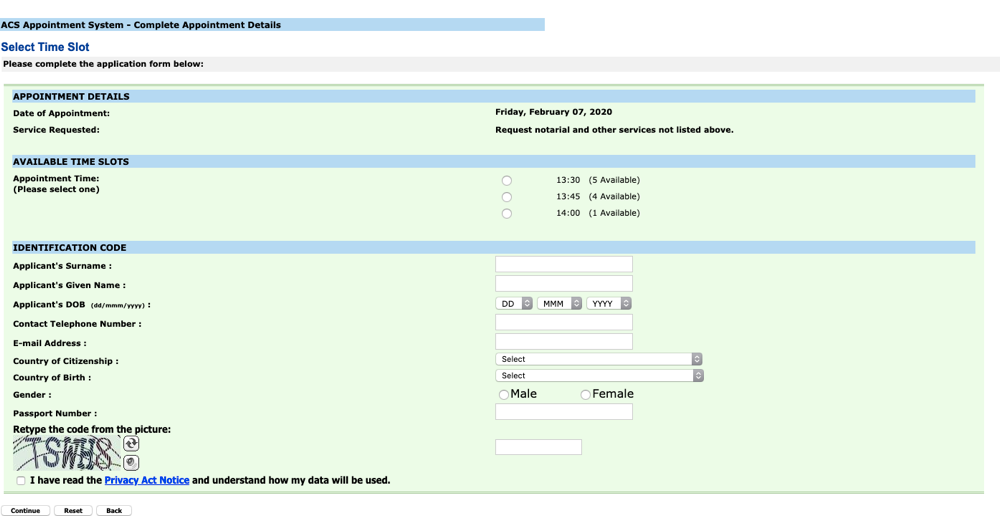 ACS Appointment System - Complete Appointment Details
Select Time Slot
Please complete the application form below:
APPOINTMENT DETAILS
Date of Appointment: Friday, February 07, 2020
Service Requested: Request notarial and other services not listed above.
AVAILABLE TIME SLOTS
Appointment Time:
(Please select one)
13:30 (5 Available)
13:45 (4 Available)
14:00 (1 Available)
IDENTIFICATION CODE
Applicant's Surname :
Applicant's Given Name :
Applicant's DOB (dd/mmm/yyyy) : DD MMM YYYY
Contact Telephone Number :
E-mail Address :
Country of Citizenship : Select
Country of Birth : Select
Gender : Male Female
Passport Number :
Retype the code from the picture:
I have read the Privacy Act Notice and understand how my data will be used.
Continue Reset Back